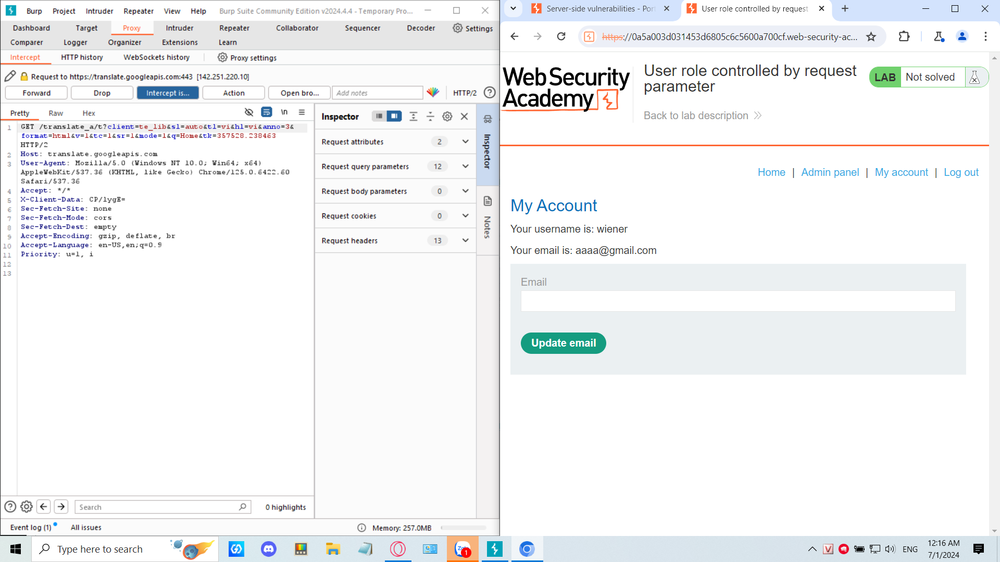 Burp Project Intruder Repeater View Help Burp Suite Community Edition v2024.4.4 - Temporary Pro...
Dashboard Target Proxy Intruder Repeater Collaborator Sequencer Decoder Settings
Comparer Logger Organizer Extensions Learn
Intercept HTTP history WebSockets history Proxy settings
Request to https://translate.googleapis.com:443 [142.251.220.10]
Forward Drop Intercept is... Action Open bro... Add notes HTTP/2 ?
Pretty Raw Hex \n
1 GET /translate_a/t?client=te_lib&sl=auto&tl=vi&hl=vi&anno=3&
format=html&v=1&tc=1&sr=1&mode=1&q=Home&tk=357528.238463
HTTP/2
2 Host: translate.googleapis.com
3 User-Agent: Mozilla/5.0 (Windows NT 10.0; Win64; x64)
AppleWebKit/537.36 (KHTML, like Gecko) Chrome/125.0.6422.60
Safari/537.36
4 Accept: */*
5 X-Client-Data: CP/lygE=
6 Sec-Fetch-Site: none
7 Sec-Fetch-Mode: cors
8 Sec-Fetch-Dest: empty
9 Accept-Encoding: gzip, deflate, br
10 Accept-Language: en-US,en;q=0.9
11 Priority: u=1, i
12
13
Inspector
Request attributes 2
Request query parameters 12
Request body parameters 0
Request cookies 0
Request headers 13
Inspector
Notes
? Search 0 highlights
Event log (1) All issues Memory: 257.0MB
Server-side vulnerabilities - Por
User role controlled by request
https://0a5a003d031453d6805c6c5600a700cf.web-security-ac...
Web Security
Academy
User role controlled by request
parameter
LAB Not solved
Back to lab description
Home | Admin panel | My account | Log out
My Account
Your username is: wiener
Your email is: aaaa@gmail.com
Email
Update email
Type here to search
Zalo
1
V
ENG
12:16 AM
7/1/2024